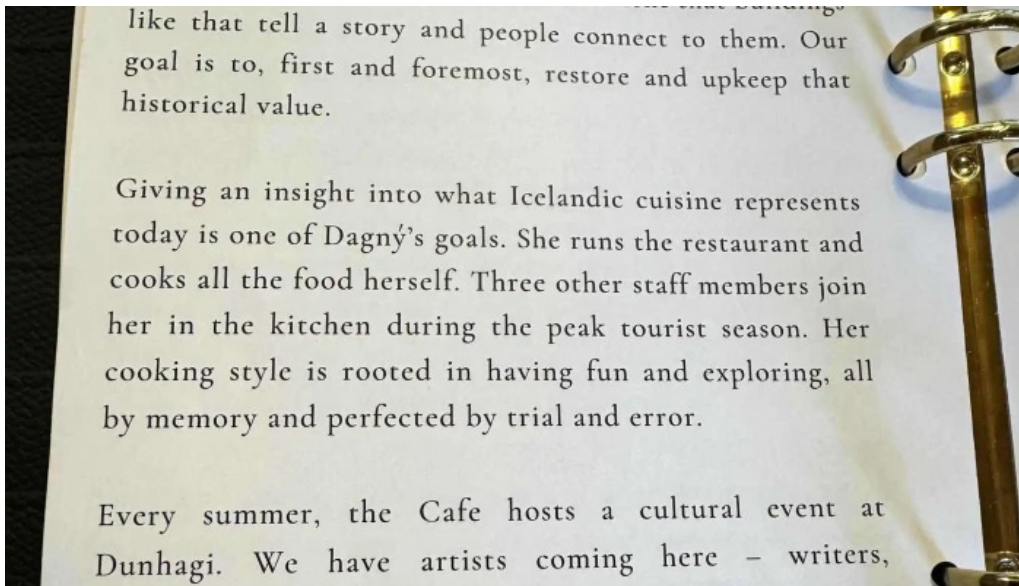 that buildings
like that tell a story and people connect to them. Our
goal is to, first and foremost, restore and upkeep that
historical value.
Giving an insight into what Icelandic cuisine represents
today is one of Dagný's goals. She runs the restaurant and
cooks all the food herself. Three other staff members join
her in the kitchen during the peak tourist season. Her
cooking style is rooted in having fun and exploring, all
by memory and perfected by trial and error.
Every summer, the Cafe hosts a cultural event at
Dunhagi. We have artists coming here – writers,